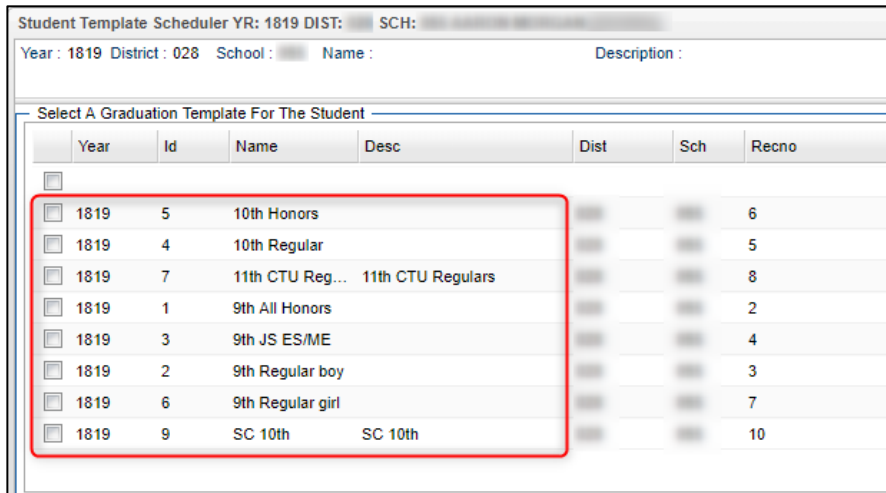 Student Template Scheduler YR: 1819 DIST: SCH:
Year : 1819 District : 028 School : Name : Description :
Select A Graduation Template For The Student
Year Id Name Desc Dist Sch Recno
1819 5 10th Honors 6
1819 4 10th Regular 5
1819 7 11th CTU Reg... 11th CTU Regulars 8
1819 1 9th All Honors 2
1819 3 9th JS ES/ME 4
1819 2 9th Regular boy 3
1819 6 9th Regular girl 7
1819 9 SC 10th SC 10th 10